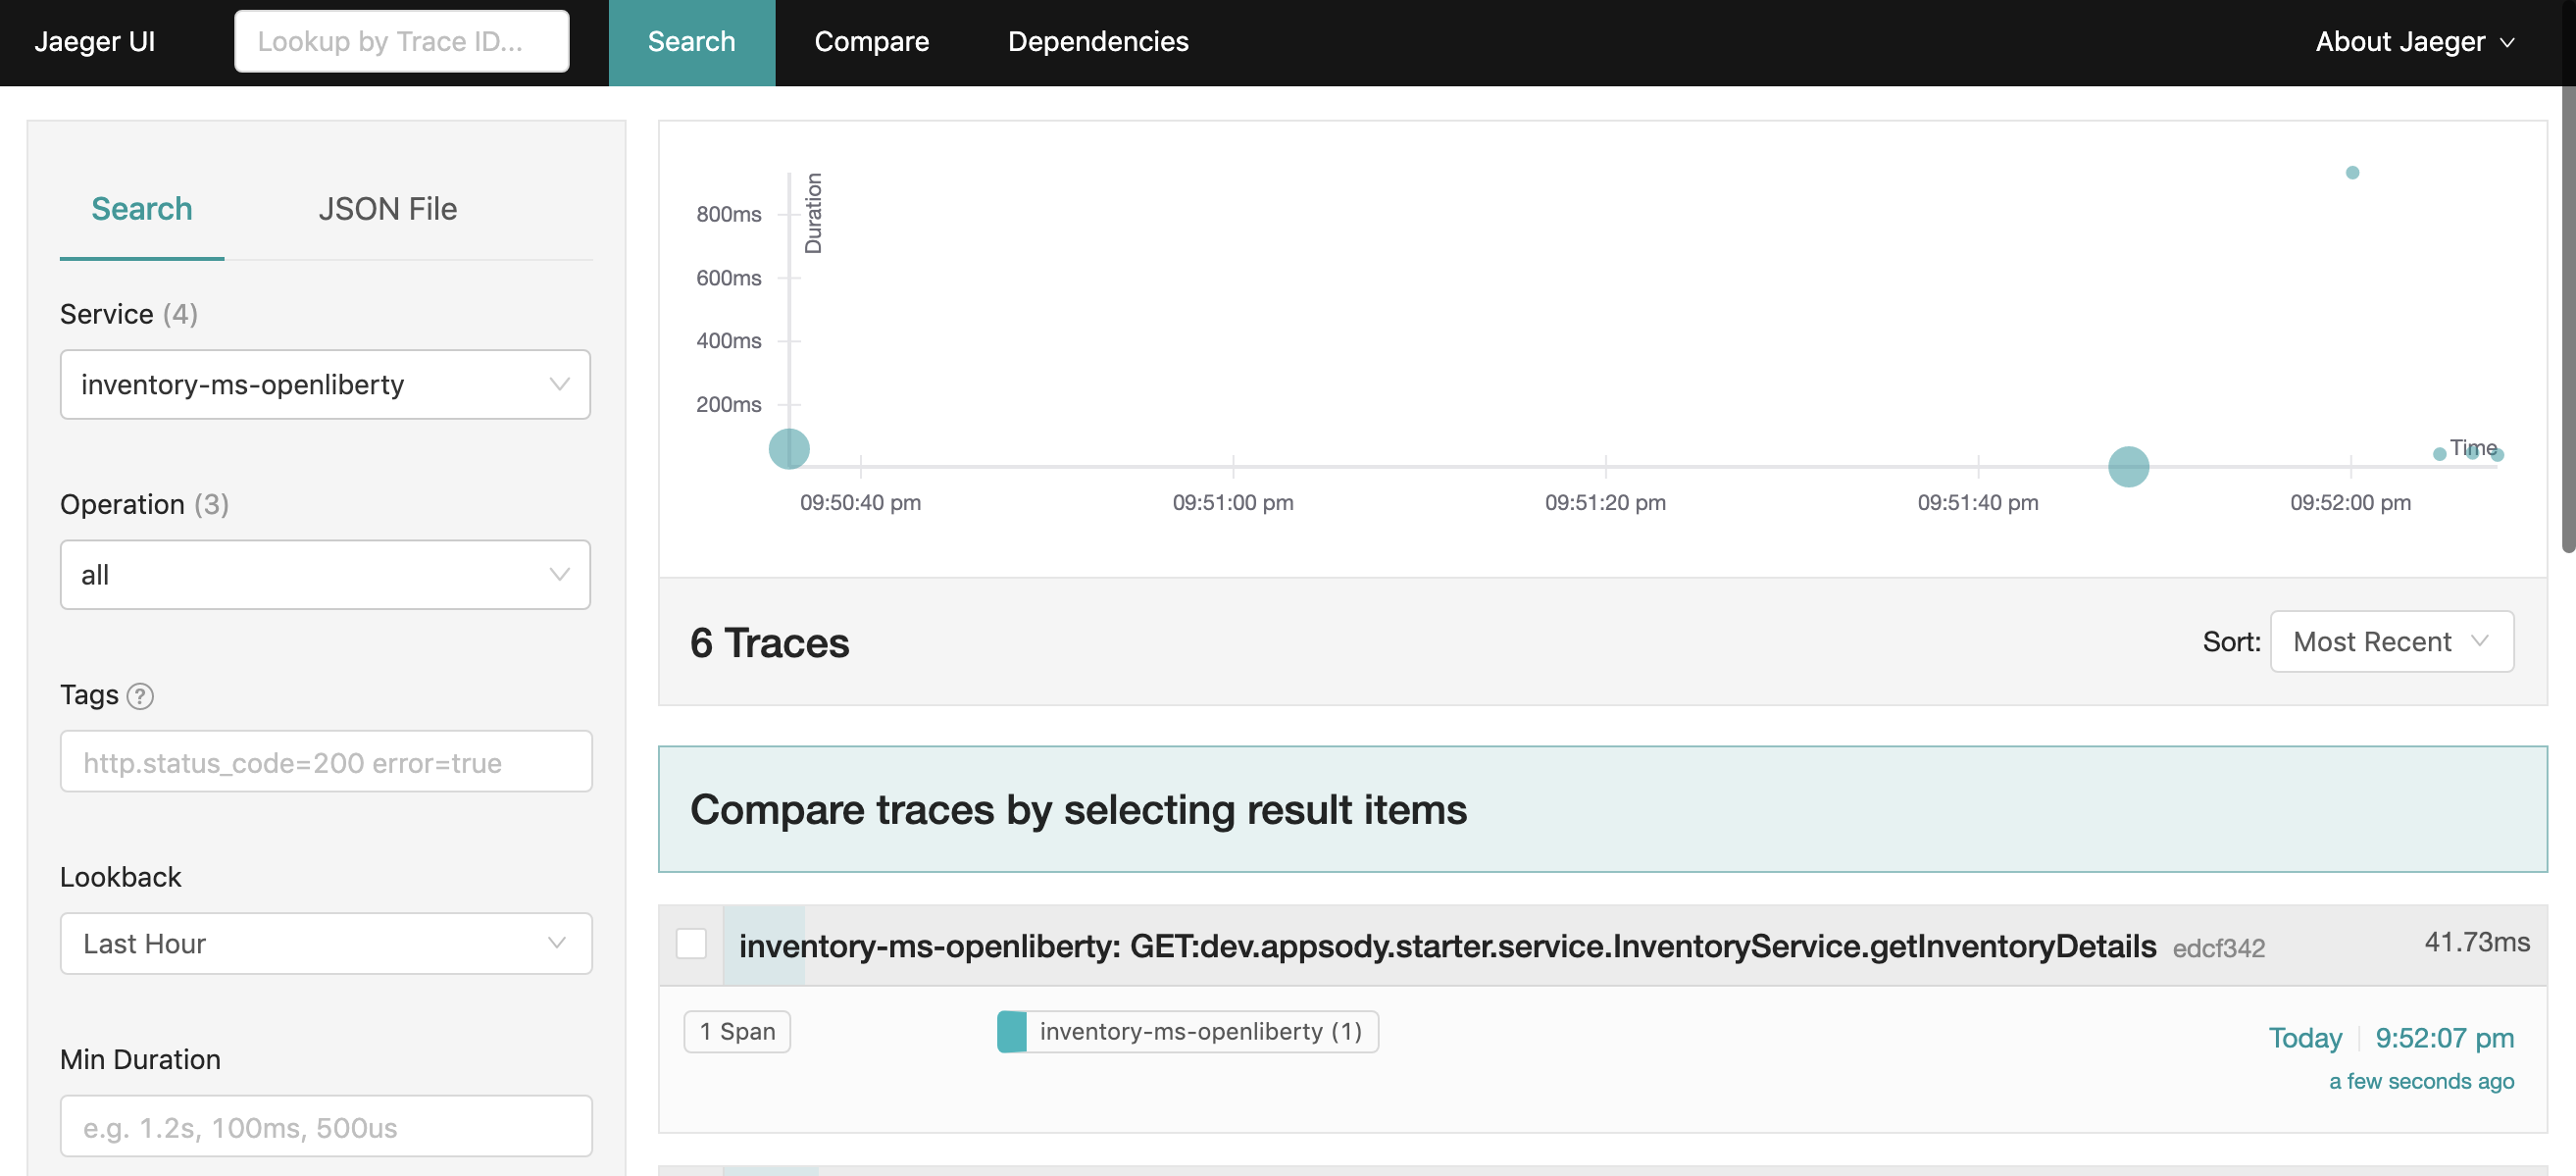 Jaeger UI
Lookup by Trace ID...
Search
Compare
Dependencies
About Jaeger
Search
JSON File
Service (4)
inventory-ms-openliberty
Operation (3)
all
Tags ?
http.status_code=200 error=true
Lookback
Last Hour
Min Duration
e.g. 1.2s, 100ms, 500us
Duration
800ms
600ms
400ms
200ms
Time
09:50:40 pm
09:51:00 pm
09:51:20 pm
09:51:40 pm
09:52:00 pm
6 Traces
Sort: Most Recent
Compare traces by selecting result items
inventory-ms-openliberty: GET:dev.appsody.starter.service.InventoryService.getInventoryDetails edcf342
41.73ms
1 Span
inventory-ms-openliberty (1)
Today 9:52:07 pm
a few seconds ago